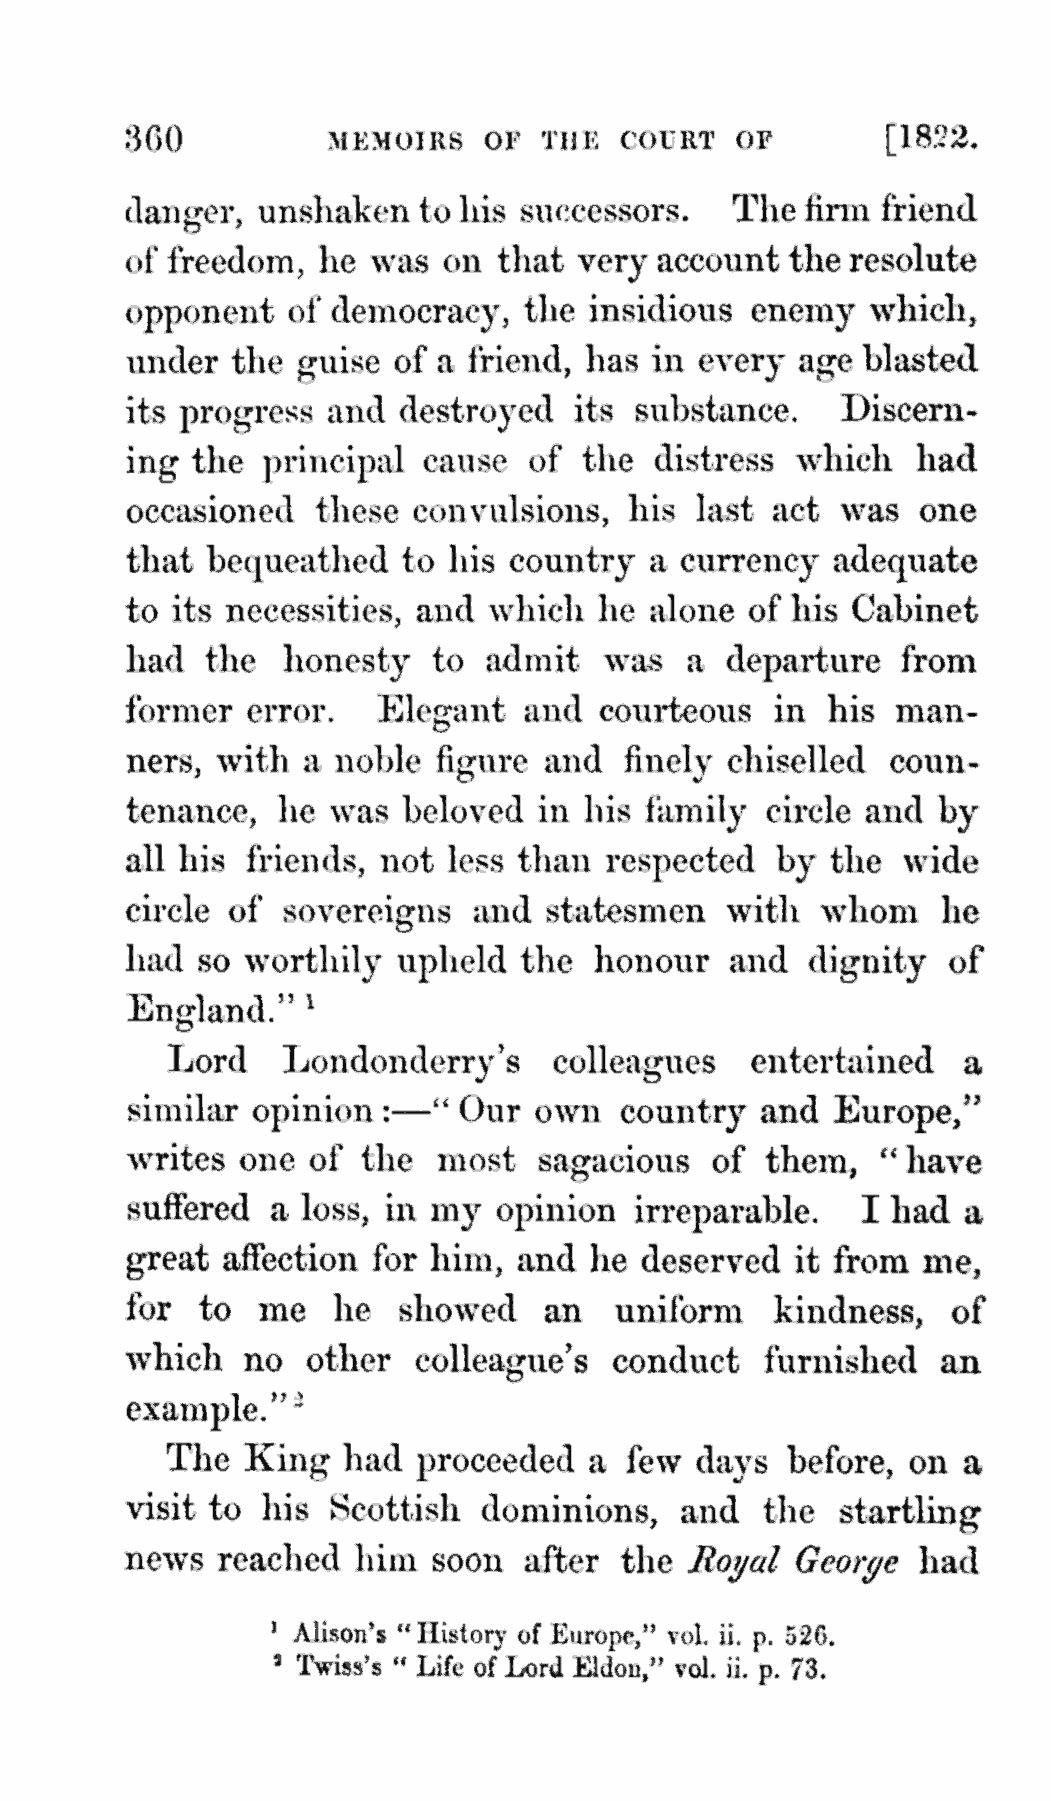 360 MEMOIRS OF THE COURT OF [1822.
danger, unshaken to his successors. The firm friend
of freedom, he was on that very account the resolute
opponent of democracy, the insidious enemy which,
under the guise of a friend, has in every age blasted
its progress and destroyed its substance. Discern-
ing the principal cause of the distress which had
occasioned these convulsions, his last act was one
that bequeathed to his country a currency adequate
to its necessities, and which he alone of his Cabinet
had the honesty to admit was a departure from
former error. Elegant and courteous in his man-
ners, with a noble figure and finely chiselled coun-
tenance, he was beloved in his family circle and by
all his friends, not less than respected by the wide
circle of sovereigns and statesmen with whom he
had so worthily upheld the honour and dignity of
England." ¹
Lord Londonderry's colleagues entertained a
similar opinion :—" Our own country and Europe,"
writes one of the most sagacious of them, " have
suffered a loss, in my opinion irreparable. I had a
great affection for him, and he deserved it from me,
for to me he showed an uniform kindness, of
which no other colleague's conduct furnished an
example." ²
The King had proceeded a few days before, on a
visit to his Scottish dominions, and the startling
news reached him soon after the Royal George had
¹ Alison's " History of Europe," vol. ii. p. 526.
² Twiss's " Life of Lord Eldon," vol. ii. p. 73.